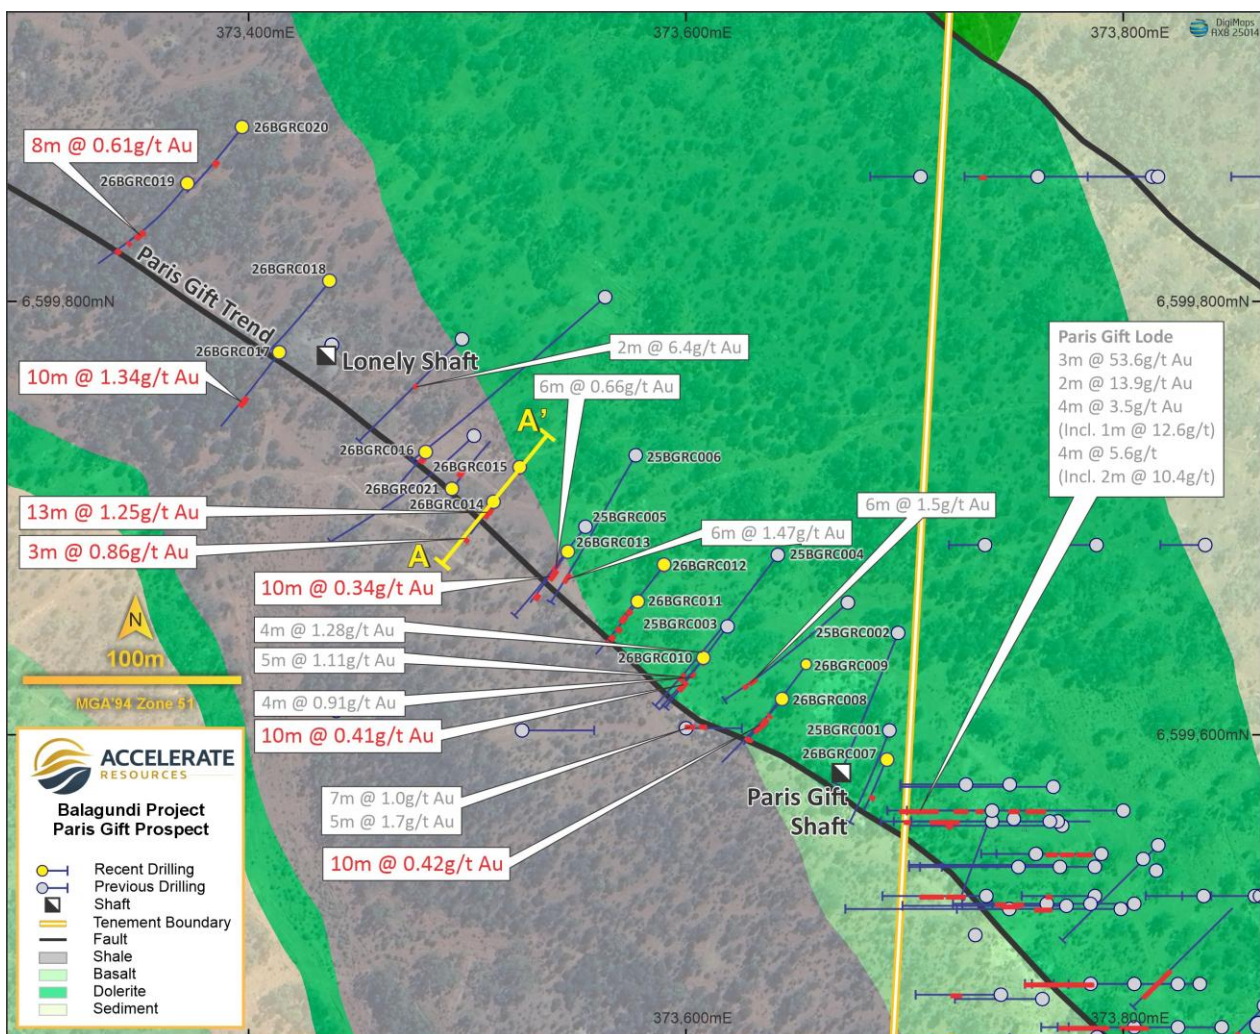 373,400mE
373,600mE
373,800mE
DigiMaps
RXB 25014
26BGRC020
8m @ 0.61g/t Au
26BGRC019
Paris Gift Trend
26BGRC018
6,599,800mN
6,599,800mN
26BGRC017
Lonely Shaft
2m @ 6.4g/t Au
10m @ 1.34g/t Au
6m @ 0.66g/t Au
Paris Gift Lode
3m @ 53.6g/t Au
2m @ 13.9g/t Au
4m @ 3.5g/t Au
(Incl. 1m @ 12.6g/t)
4m @ 5.6g/t
(Incl. 2m @ 10.4g/t)
A'
26BGRC016
26BGRC015
25BGRC006
26BGRC021
26BGRC014
13m @ 1.25g/t Au
6m @ 1.5g/t Au
25BGRC005
6m @ 1.47g/t Au
3m @ 0.86g/t Au
A
26BGRC013
25BGRC004
26BGRC012
10m @ 0.34g/t Au
26BGRC011
N
100m
MGA'94 Zone 51
4m @ 1.28g/t Au
25BGRC003
25BGRC002
5m @ 1.11g/t Au
26BGRC010
26BGRC009
4m @ 0.91g/t Au
26BGRC008
10m @ 0.41g/t Au
25BGRC001
6,599,600mN
26BGRC007
7m @ 1.0g/t Au
5m @ 1.7g/t Au
Paris Gift
Shaft
10m @ 0.42g/t Au
ACCELERATE
RESOURCES
Balagundi Project
Paris Gift Prospect
Recent Drilling
Previous Drilling
Shaft
Tenement Boundary
Fault
Shale
Basalt
Dolerite
Sediment
373,600mE
373,800mE